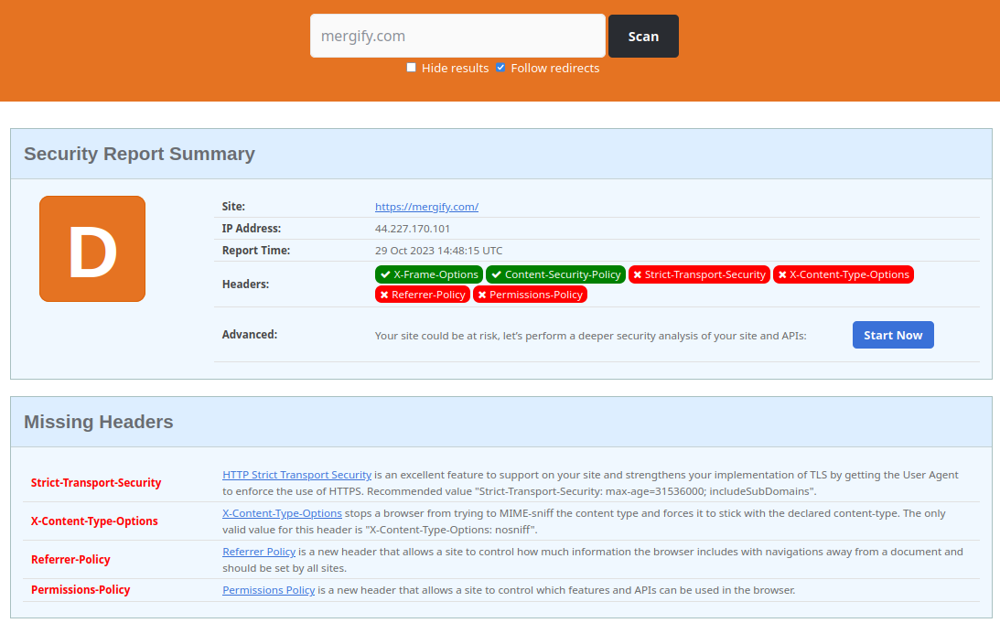 mergify.com
Scan
Hide results Follow redirects
Security Report Summary
D
Site: https://mergify.com/
IP Address: 44.227.170.101
Report Time: 29 Oct 2023 14:48:15 UTC
Headers: X-Frame-Options Content-Security-Policy Strict-Transport-Security X-Content-Type-Options
Referrer-Policy Permissions-Policy
Advanced: Your site could be at risk, let's perform a deeper security analysis of your site and APIs: Start Now
Missing Headers
Strict-Transport-Security
HTTP Strict Transport Security is an excellent feature to support on your site and strengthens your implementation of TLS by getting the User Agent
to enforce the use of HTTPS. Recommended value "Strict-Transport-Security: max-age=31536000; includeSubDomains".
X-Content-Type-Options
X-Content-Type-Options stops a browser from trying to MIME-sniff the content type and forces it to stick with the declared content-type. The only
valid value for this header is "X-Content-Type-Options: nosniff".
Referrer-Policy
Referrer Policy is a new header that allows a site to control how much information the browser includes with navigations away from a document and
should be set by all sites.
Permissions-Policy
Permissions Policy is a new header that allows a site to control which features and APIs can be used in the browser.